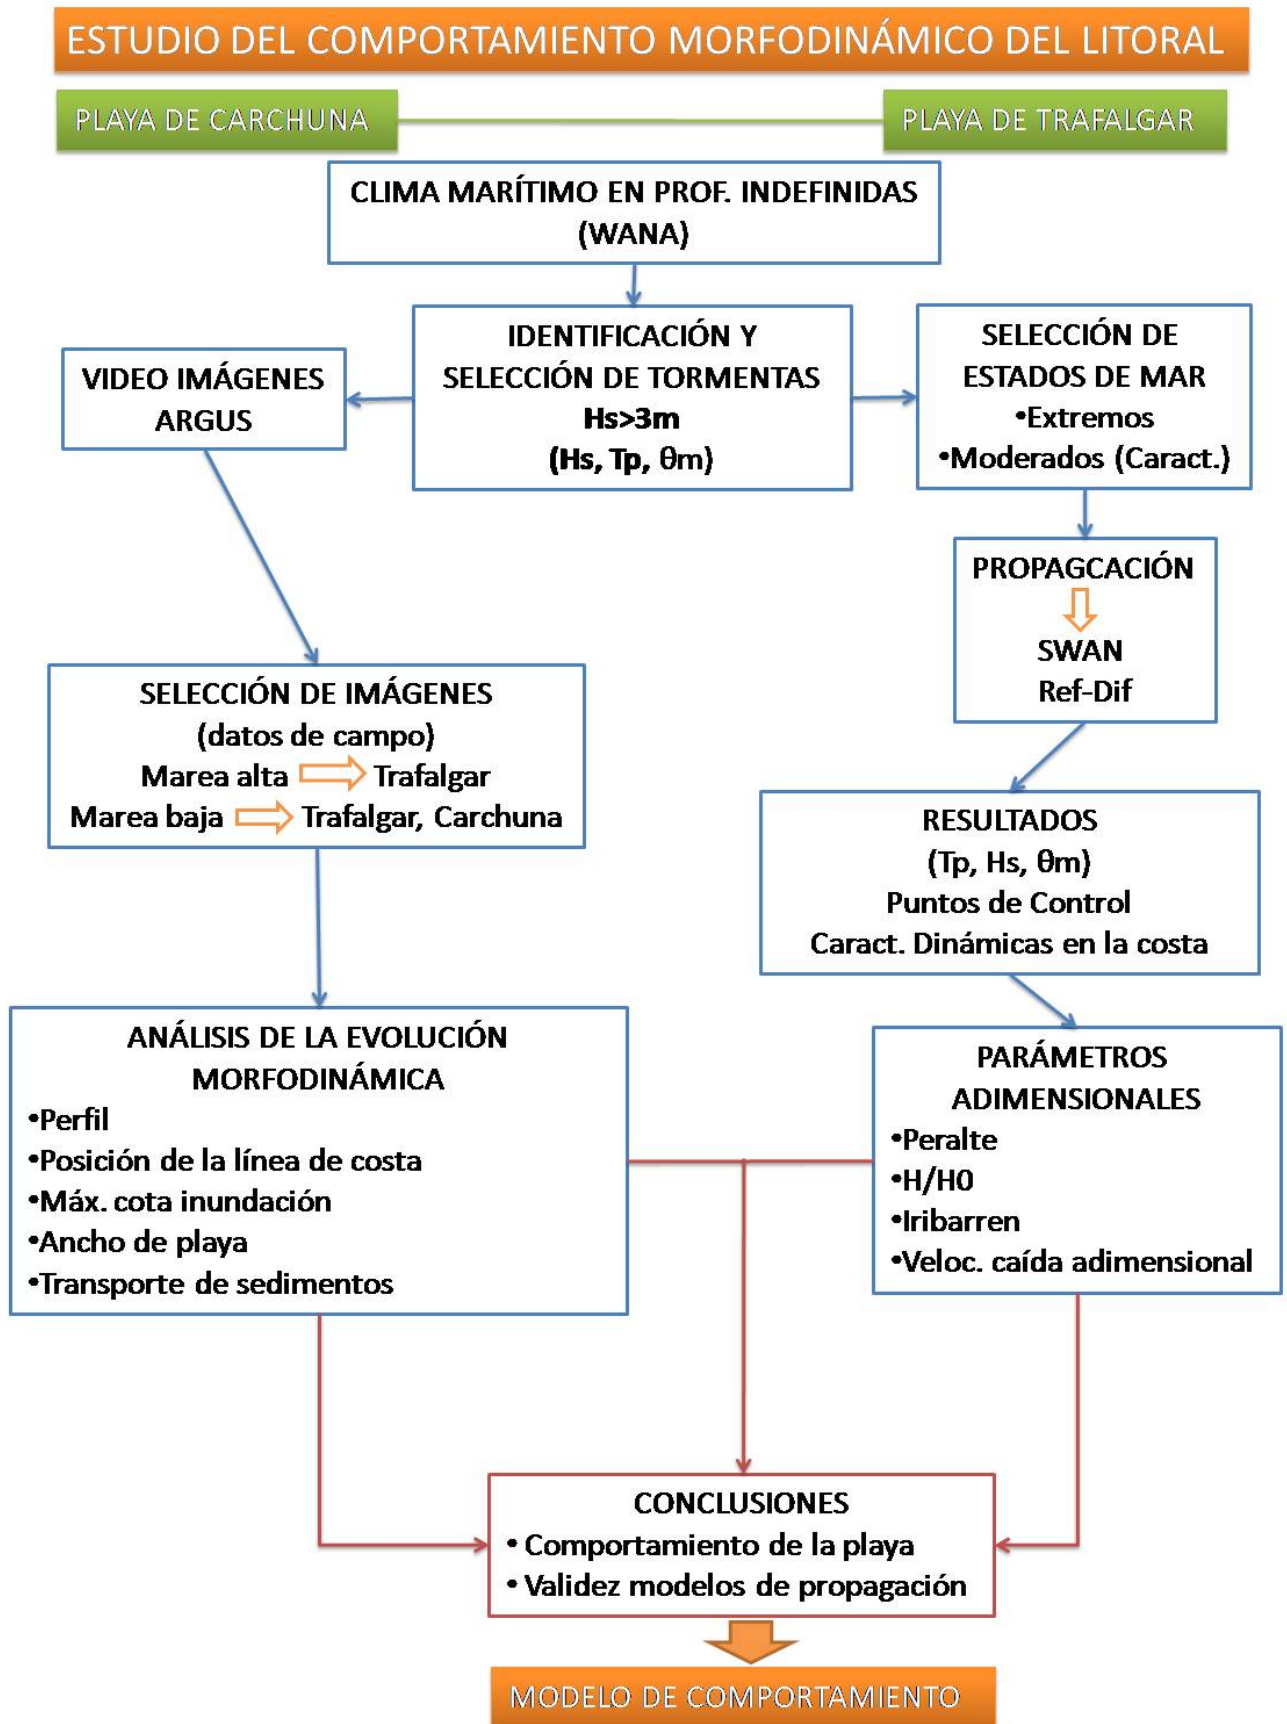 ESTUDIO DEL COMPORTAMIENTO MORFODINÁMICO DEL LITORAL
PLAYA DE CARCHUNA
PLAYA DE TRAFALGAR
CLIMA MARÍTIMO EN PROF. INDEFINIDAS
(WANA)
IDENTIFICACIÓN Y
SELECCIÓN DE TORMENTAS
Hs>3m
(Hs, Tp, θm)
VIDEO IMÁGENES
ARGUS
SELECCIÓN DE
ESTADOS DE MAR
•Extremos
•Moderados (Caract.)
PROPAGCACIÓN
SWAN
Ref-Dif
SELECCIÓN DE IMÁGENES
(datos de campo)
Marea alta Trafalgar
Marea baja Trafalgar, Carchuna
RESULTADOS
(Tp, Hs, θm)
Puntos de Control
Caract. Dinámicas en la costa
ANÁLISIS DE LA EVOLUCIÓN
MORFODINÁMICA
•Perfil
•Posición de la línea de costa
•Máx. cota inundación
•Ancho de playa
•Transporte de sedimentos
PARÁMETROS
ADIMENSIONALES
•Peralte
•H/H0
•Iribarren
•Veloc. caída adimensional
CONCLUSIONES
• Comportamiento de la playa
• Validez modelos de propagación
MODELO DE COMPORTAMIENTO